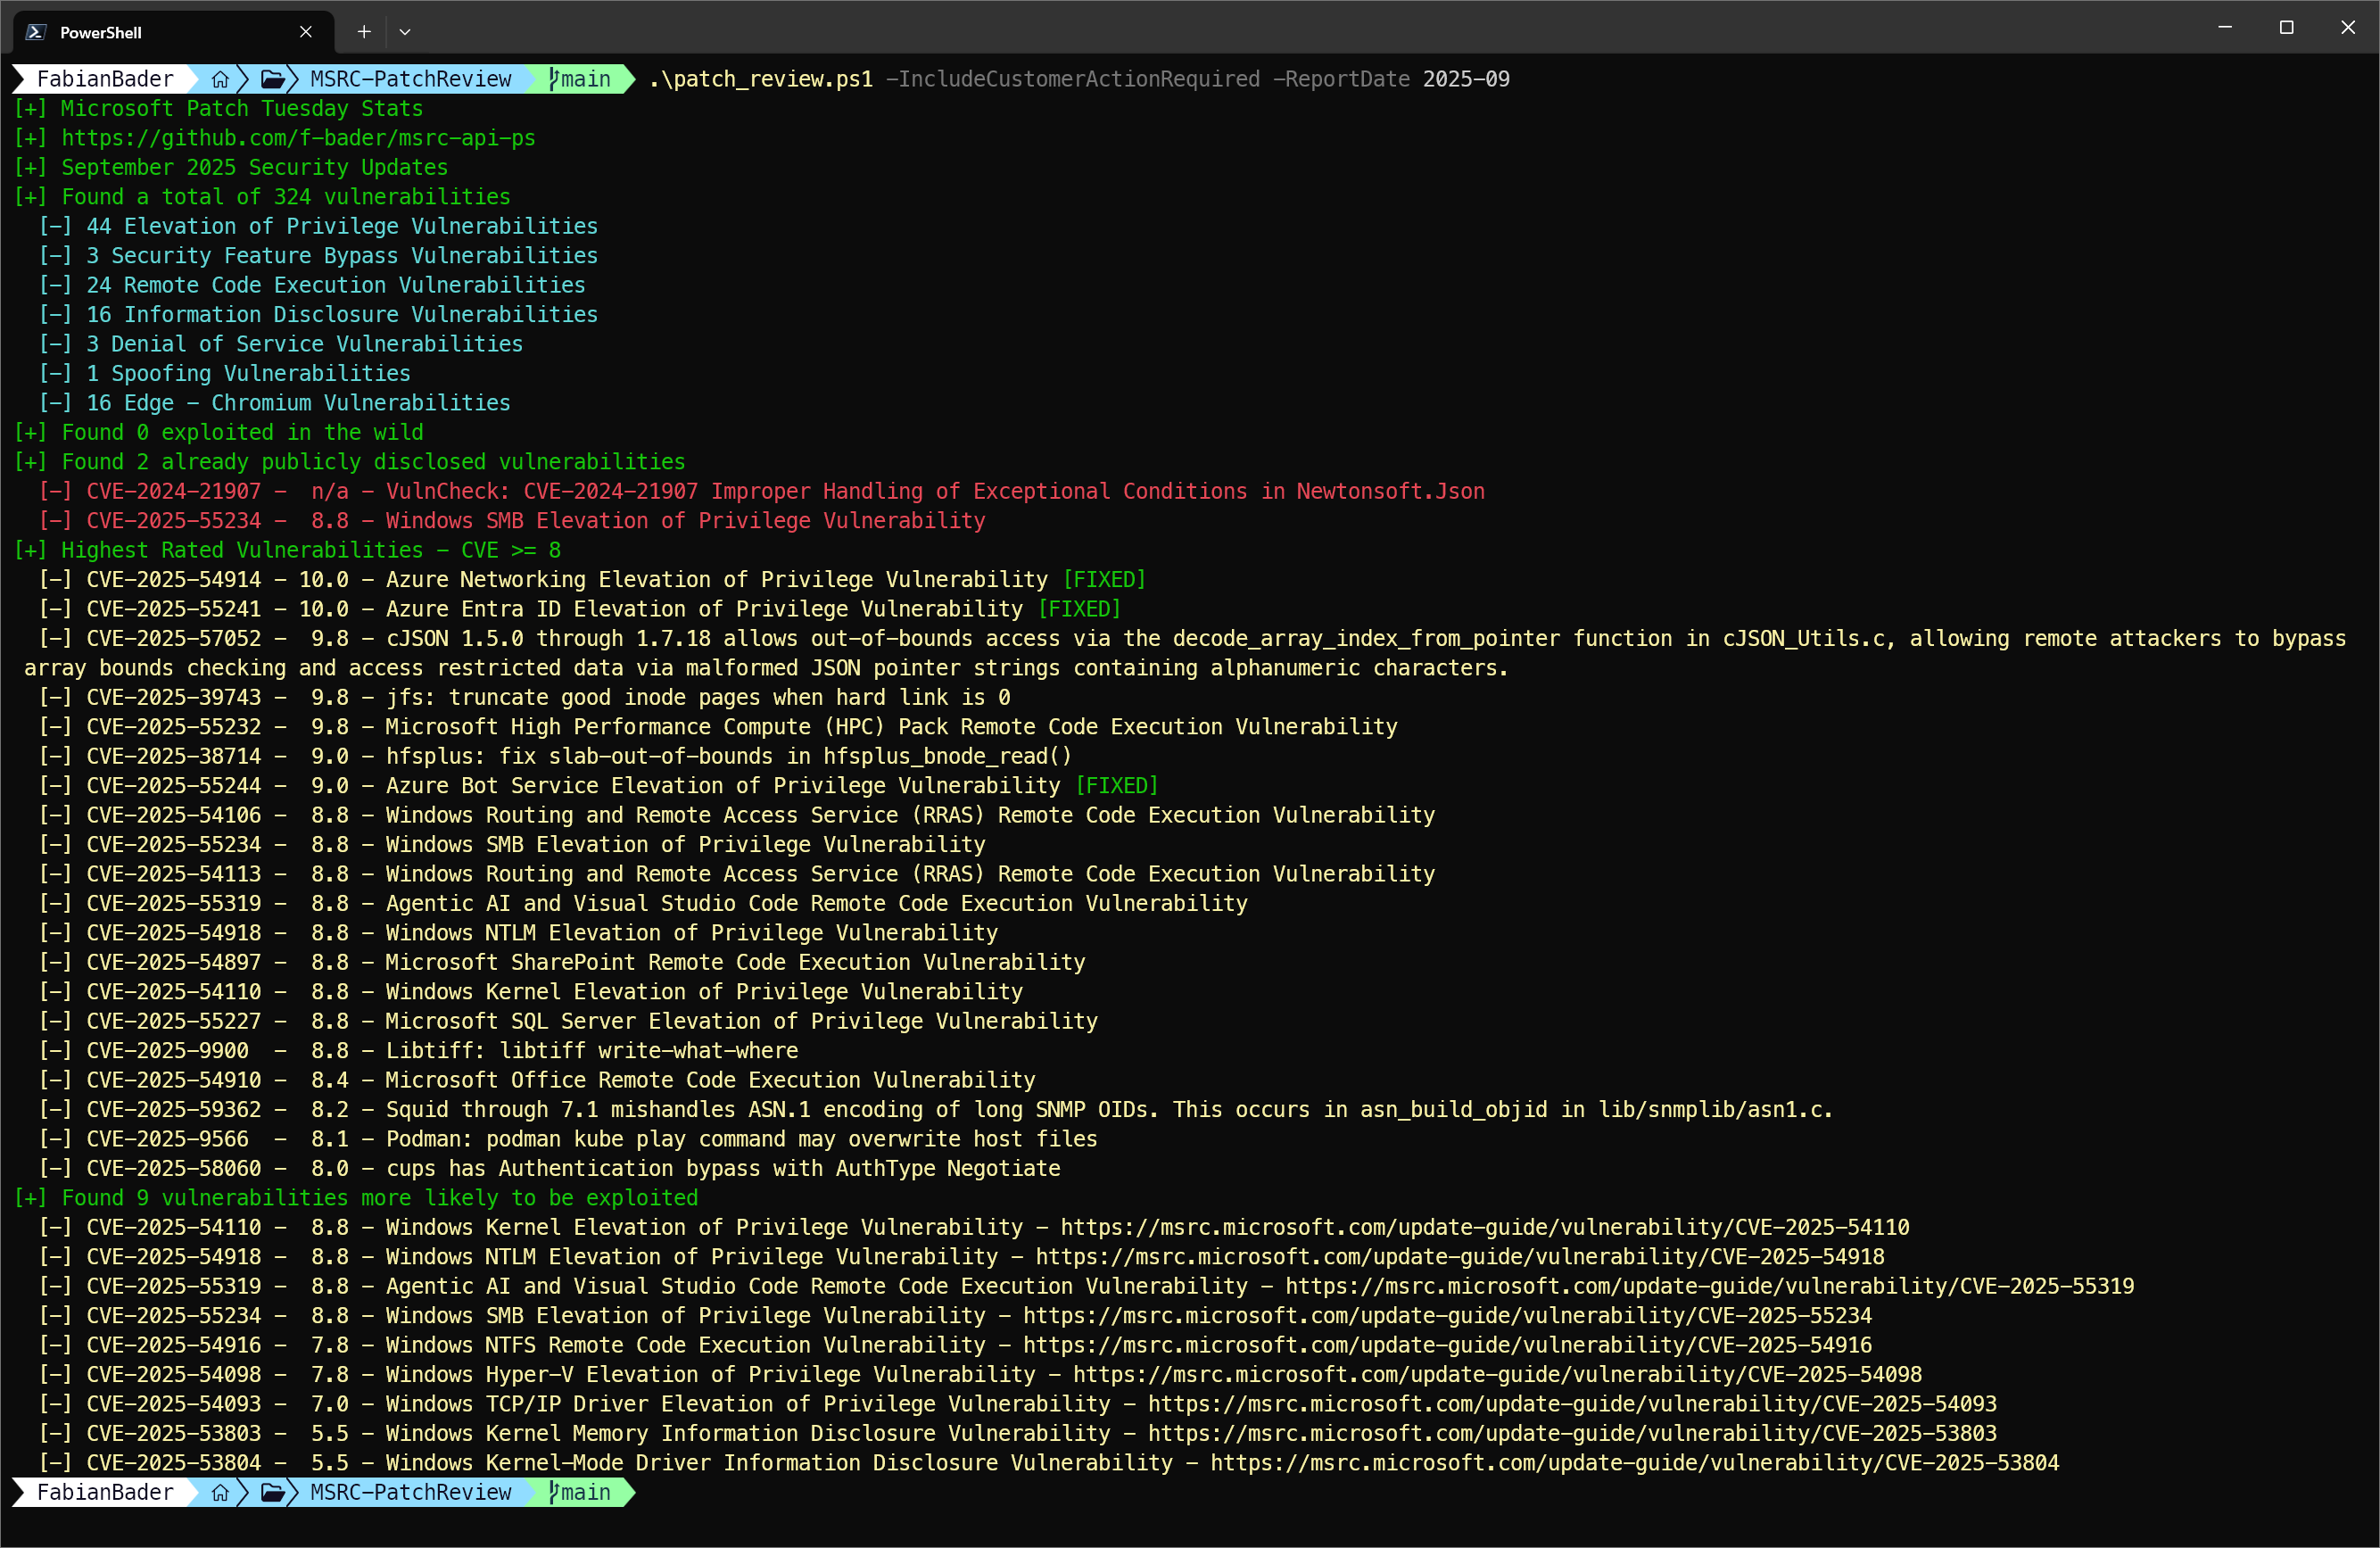 PowerShell
FabianBader MSRC-PatchReview main .\patch_review.ps1 -IncludeCustomerActionRequired -ReportDate 2025-09
[+] Microsoft Patch Tuesday Stats
[+] https://github.com/f-bader/msrc-api-ps
[+] September 2025 Security Updates
[+] Found a total of 324 vulnerabilities
[-] 44 Elevation of Privilege Vulnerabilities
[-] 3 Security Feature Bypass Vulnerabilities
[-] 24 Remote Code Execution Vulnerabilities
[-] 16 Information Disclosure Vulnerabilities
[-] 3 Denial of Service Vulnerabilities
[-] 1 Spoofing Vulnerabilities
[-] 16 Edge - Chromium Vulnerabilities
[+] Found 0 exploited in the wild
[+] Found 2 already publicly disclosed vulnerabilities
[-] CVE-2024-21907 -  n/a - VulnCheck: CVE-2024-21907 Improper Handling of Exceptional Conditions in Newtonsoft.Json
[-] CVE-2025-55234 -  8.8 - Windows SMB Elevation of Privilege Vulnerability
[+] Highest Rated Vulnerabilities - CVE >= 8
[-] CVE-2025-54914 - 10.0 - Azure Networking Elevation of Privilege Vulnerability [FIXED]
[-] CVE-2025-55241 - 10.0 - Azure Entra ID Elevation of Privilege Vulnerability [FIXED]
[-] CVE-2025-57052 -  9.8 - cJSON 1.5.0 through 1.7.18 allows out-of-bounds access via the decode_array_index_from_pointer function in cJSON_Utils.c, allowing remote attackers to bypass
array bounds checking and access restricted data via malformed JSON pointer strings containing alphanumeric characters.
[-] CVE-2025-39743 -  9.8 - jfs: truncate good inode pages when hard link is 0
[-] CVE-2025-55232 -  9.8 - Microsoft High Performance Compute (HPC) Pack Remote Code Execution Vulnerability
[-] CVE-2025-38714 -  9.0 - hfsplus: fix slab-out-of-bounds in hfsplus_bnode_read()
[-] CVE-2025-55244 -  9.0 - Azure Bot Service Elevation of Privilege Vulnerability [FIXED]
[-] CVE-2025-54106 -  8.8 - Windows Routing and Remote Access Service (RRAS) Remote Code Execution Vulnerability
[-] CVE-2025-55234 -  8.8 - Windows SMB Elevation of Privilege Vulnerability
[-] CVE-2025-54113 -  8.8 - Windows Routing and Remote Access Service (RRAS) Remote Code Execution Vulnerability
[-] CVE-2025-55319 -  8.8 - Agentic AI and Visual Studio Code Remote Code Execution Vulnerability
[-] CVE-2025-54918 -  8.8 - Windows NTLM Elevation of Privilege Vulnerability
[-] CVE-2025-54897 -  8.8 - Microsoft SharePoint Remote Code Execution Vulnerability
[-] CVE-2025-54110 -  8.8 - Windows Kernel Elevation of Privilege Vulnerability
[-] CVE-2025-55227 -  8.8 - Microsoft SQL Server Elevation of Privilege Vulnerability
[-] CVE-2025-9900  -  8.8 - Libtiff: libtiff write-what-where
[-] CVE-2025-54910 -  8.4 - Microsoft Office Remote Code Execution Vulnerability
[-] CVE-2025-59362 -  8.2 - Squid through 7.1 mishandles ASN.1 encoding of long SNMP OIDs. This occurs in asn_build_objid in lib/snmplib/asn1.c.
[-] CVE-2025-9566  -  8.1 - Podman: podman kube play command may overwrite host files
[-] CVE-2025-58060 -  8.0 - cups has Authentication bypass with AuthType Negotiate
[+] Found 9 vulnerabilities more likely to be exploited
[-] CVE-2025-54110 -  8.8 - Windows Kernel Elevation of Privilege Vulnerability - https://msrc.microsoft.com/update-guide/vulnerability/CVE-2025-54110
[-] CVE-2025-54918 -  8.8 - Windows NTLM Elevation of Privilege Vulnerability - https://msrc.microsoft.com/update-guide/vulnerability/CVE-2025-54918
[-] CVE-2025-55319 -  8.8 - Agentic AI and Visual Studio Code Remote Code Execution Vulnerability - https://msrc.microsoft.com/update-guide/vulnerability/CVE-2025-55319
[-] CVE-2025-55234 -  8.8 - Windows SMB Elevation of Privilege Vulnerability - https://msrc.microsoft.com/update-guide/vulnerability/CVE-2025-55234
[-] CVE-2025-54916 -  7.8 - Windows NTFS Remote Code Execution Vulnerability - https://msrc.microsoft.com/update-guide/vulnerability/CVE-2025-54916
[-] CVE-2025-54098 -  7.8 - Windows Hyper-V Elevation of Privilege Vulnerability - https://msrc.microsoft.com/update-guide/vulnerability/CVE-2025-54098
[-] CVE-2025-54093 -  7.0 - Windows TCP/IP Driver Elevation of Privilege Vulnerability - https://msrc.microsoft.com/update-guide/vulnerability/CVE-2025-54093
[-] CVE-2025-53803 -  5.5 - Windows Kernel Memory Information Disclosure Vulnerability - https://msrc.microsoft.com/update-guide/vulnerability/CVE-2025-53803
[-] CVE-2025-53804 -  5.5 - Windows Kernel-Mode Driver Information Disclosure Vulnerability - https://msrc.microsoft.com/update-guide/vulnerability/CVE-2025-53804
FabianBader MSRC-PatchReview main